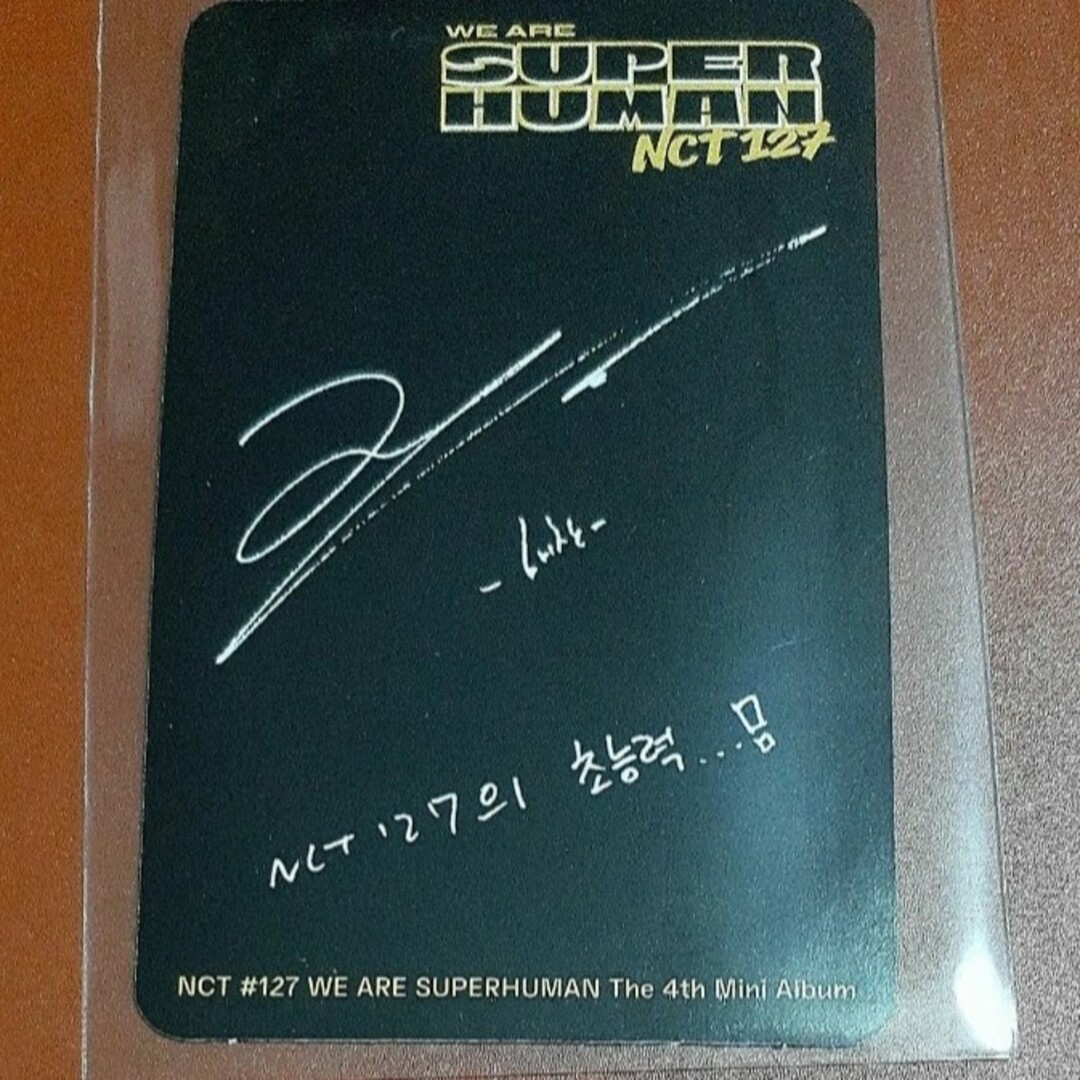 WE ARE
SUPER
HUMAN
NCT 127
NCT 127의 초능력...몸
NCT #127 WE ARE SUPERHUMAN The 4th Mini Album